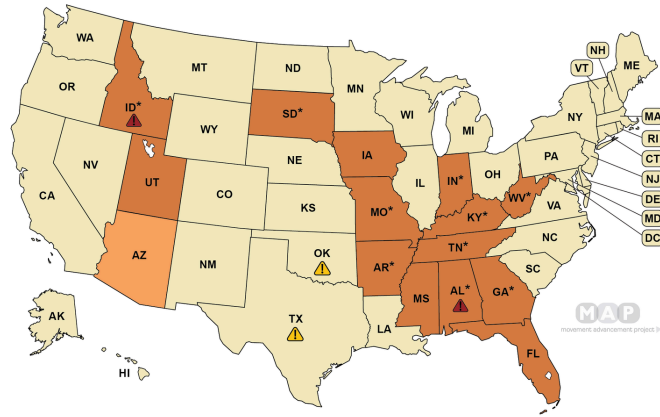 WA
MT
ND
MN
NH
VT
ME
OR
ID*
SD*
WI
MI
NY
MA
RI
CT
NJ
DE
MD
DC
WY
IA
NE
PA
NV
UT
CO
IL
IN*
OH
WV*
VA
CA
KS
MO*
KY*
NC
TN*
AZ
NM
OK
AR*
SC
MS
AL*
GA*
TX
LA
AK
HI
FL
MAP
movement advancement project